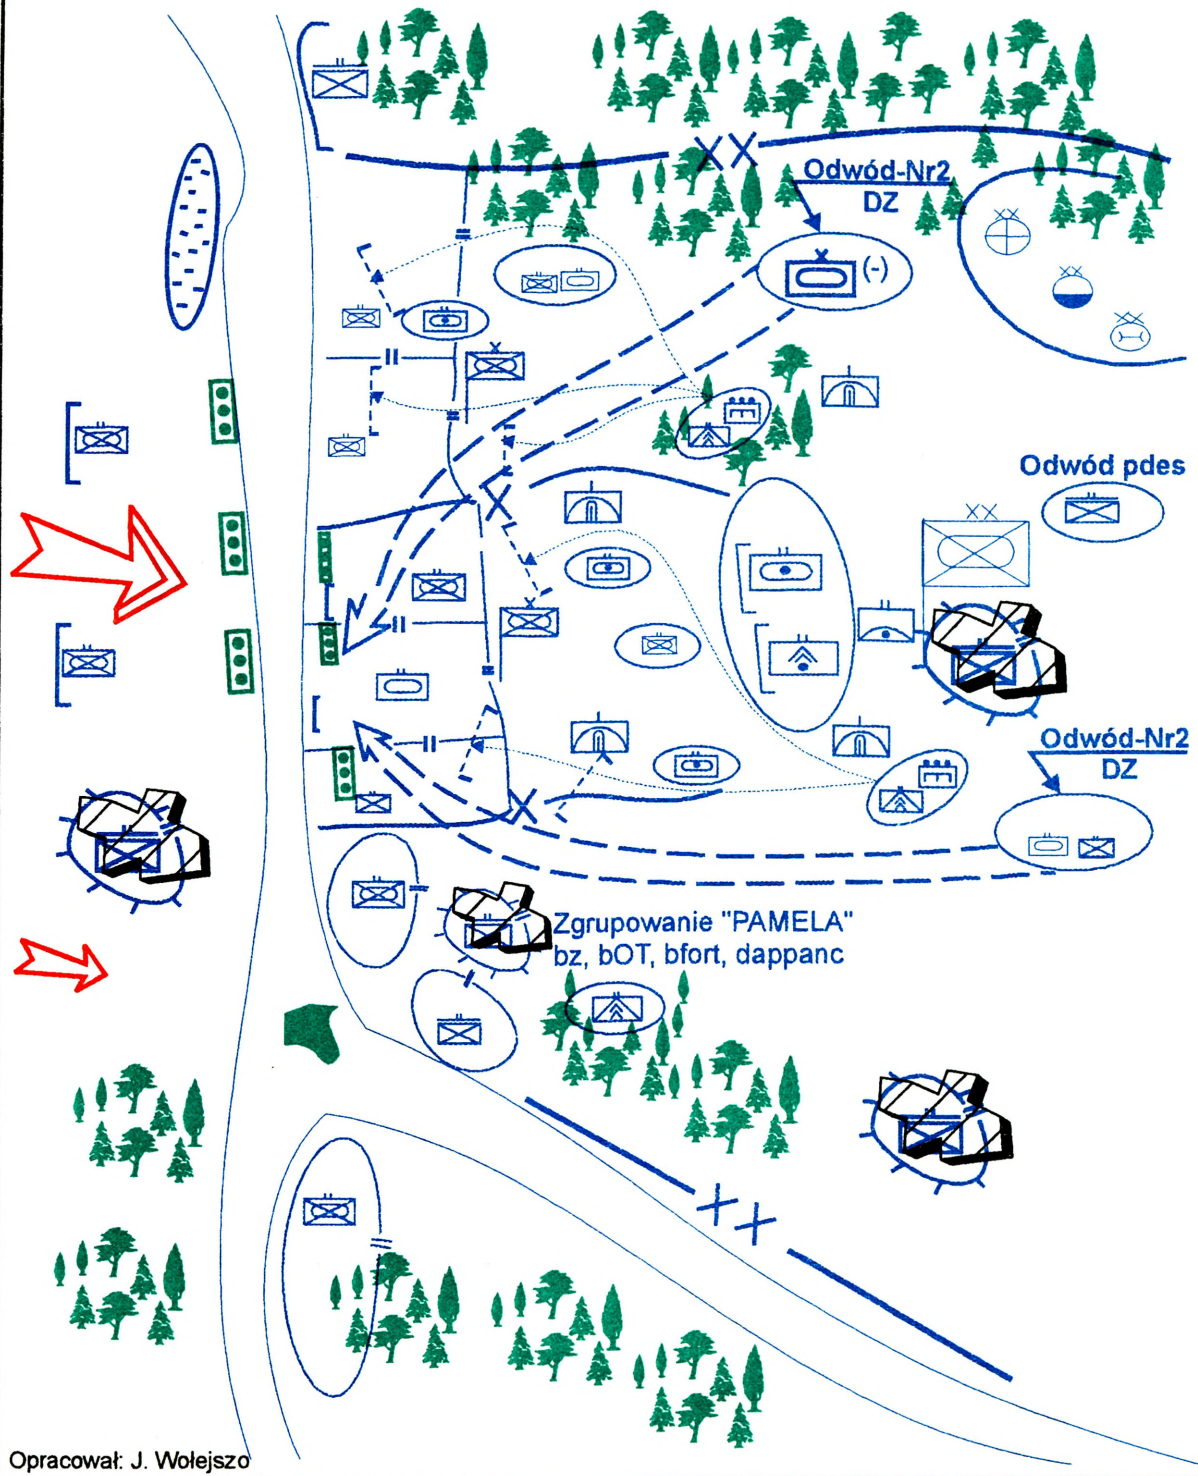 Odwód-Nr2
DZ
(-)
Odwód pdes
Odwód-Nr2
DZ
Zgrupowanie "PAMELA"
bz, bOT, bfort, dappanc
Opracował: J. Wołejszo